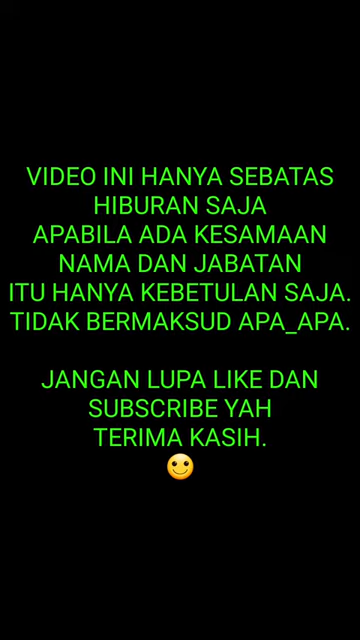 VIDEO INI HANYA SEBATAS
HIBURAN SAJA
APABILA ADA KESAMAAN
NAMA DAN JABATAN
ITU HANYA KEBETULAN SAJA.
TIDAK BERMAKSUD APA_APA.
JANGAN LUPA LIKE DAN
SUBSCRIBE YAH
TERIMA KASIH.
🙂